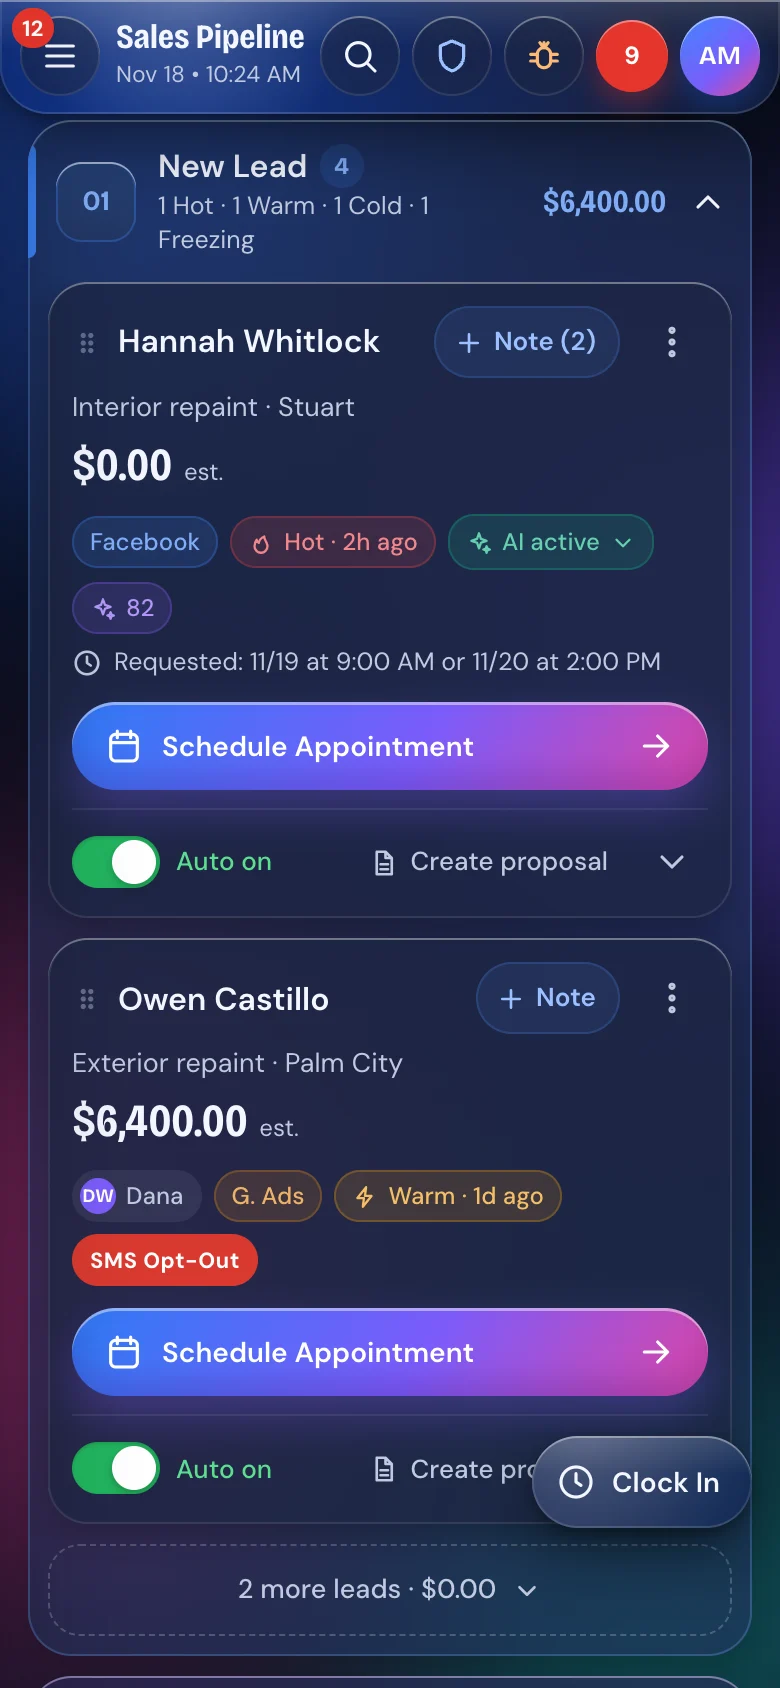 12
Sales Pipeline
Nov 18 • 10:24 AM
9
AM
01
New Lead 4
1 Hot · 1 Warm · 1 Cold · 1
Freezing
$6,400.00
Hannah Whitlock
+ Note (2)
Interior repaint · Stuart
$0.00 est.
Facebook
Hot · 2h ago
AI active
82
Requested: 11/19 at 9:00 AM or 11/20 at 2:00 PM
Schedule Appointment
Auto on
Create proposal
Owen Castillo
+ Note
Exterior repaint · Palm City
$6,400.00 est.
DW Dana
G. Ads
Warm · 1d ago
SMS Opt-Out
Schedule Appointment
Auto on
Create pro
Clock In
2 more leads · $0.00